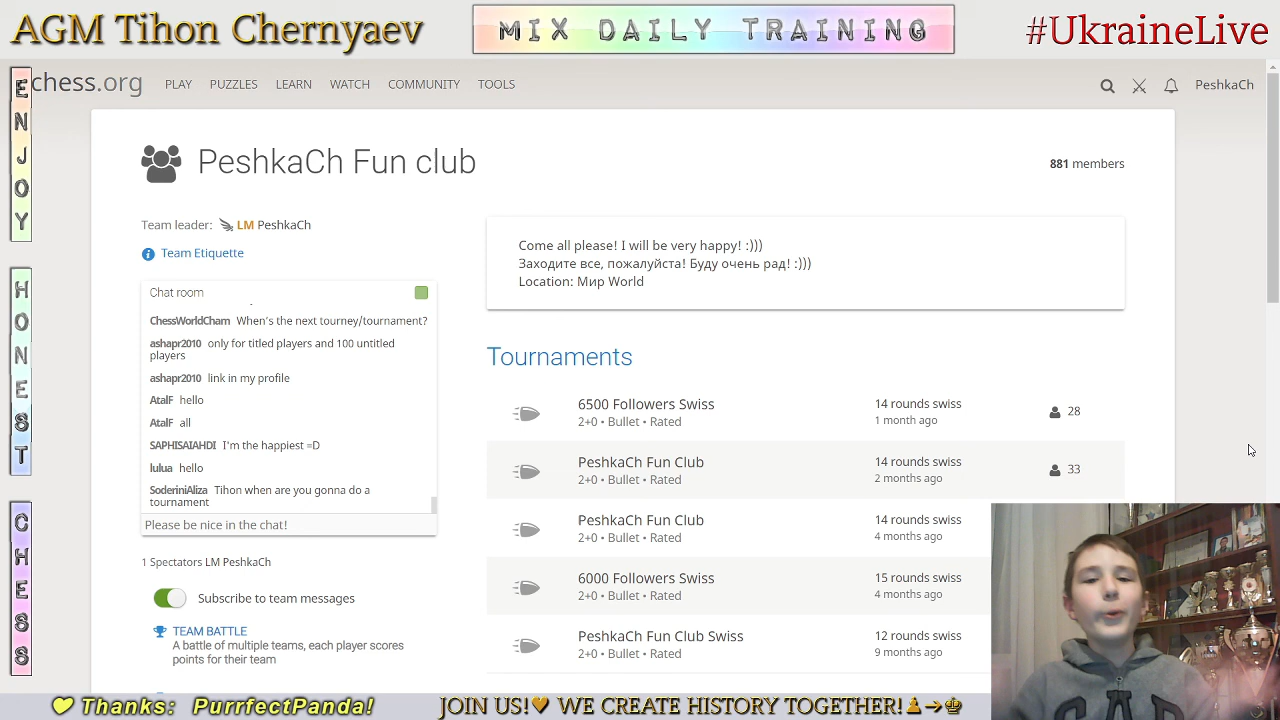 AGM Tihon Chernyaev
MIX DAILY TRAINING
#UkraineLive
ENJOY
HONEST
CHESS
chess.org
PLAY
PUZZLES
LEARN
WATCH
COMMUNITY
TOOLS
PeshkaCh
PeshkaCh Fun club
881 members
Team leader: LM PeshkaCh
Team Etiquette
Chat room
ChessWorldCham When's the next tourney/tournament?
ashapr2010 only for titled players and 100 untitled
players
ashapr2010 link in my profile
AtalF hello
AtalF all
SAPHISAIAHDI I'm the happiest =D
lulua hello
SoderiniAliza Tihon when are you gonna do a
tournament
Please be nice in the chat!
1 Spectators LM PeshkaCh
Subscribe to team messages
TEAM BATTLE
A battle of multiple teams, each player scores
points for their team
Come all please! I will be very happy! :)))
Заходите все, пожалуйста! Буду очень рад! :)))
Location: Мир World
Tournaments
6500 Followers Swiss
2+0 • Bullet • Rated
14 rounds swiss
1 month ago
28
PeshkaCh Fun Club
2+0 • Bullet • Rated
14 rounds swiss
2 months ago
33
PeshkaCh Fun Club
2+0 • Bullet • Rated
14 rounds swiss
4 months ago
6000 Followers Swiss
2+0 • Bullet • Rated
15 rounds swiss
4 months ago
PeshkaCh Fun Club Swiss
2+0 • Bullet • Rated
12 rounds swiss
9 months ago
GAP
Thanks: PurrfectPanda!
JOIN US! WE CREATE HISTORY TOGETHER!